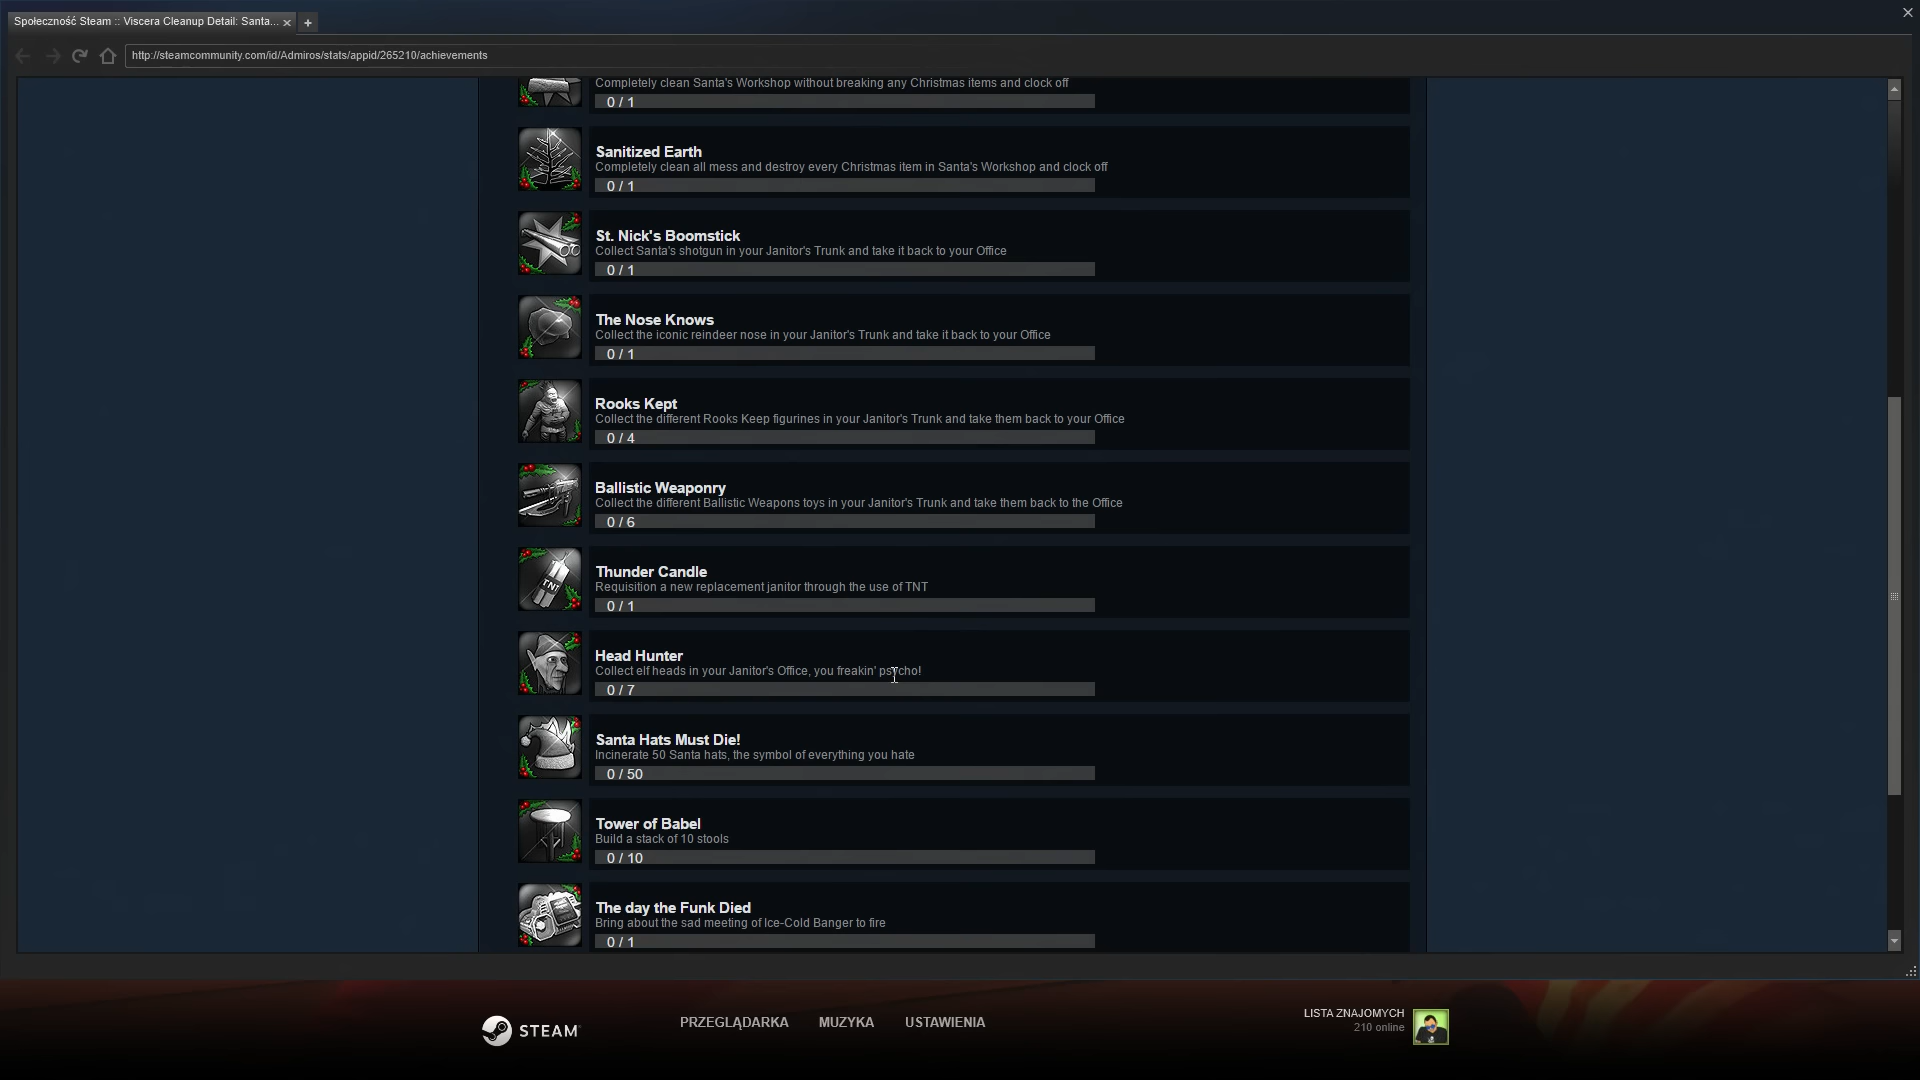 Społeczność Steam :: Viscera Cleanup Detail: Santa...
http://steamcommunity.com/id/Admiros/stats/appid/265210/achievements
Completely clean Santa's Workshop without breaking any Christmas items and clock off
0 / 1
Sanitized Earth
Completely clean all mess and destroy every Christmas item in Santa's Workshop and clock off
0 / 1
St. Nick's Boomstick
Collect Santa's shotgun in your Janitor's Trunk and take it back to your Office
0 / 1
The Nose Knows
Collect the iconic reindeer nose in your Janitor's Trunk and take it back to your Office
0 / 1
Rooks Kept
Collect the different Rooks Keep figurines in your Janitor's Trunk and take them back to your Office
0 / 4
Ballistic Weaponry
Collect the different Ballistic Weapons toys in your Janitor's Trunk and take them back to the Office
0 / 6
TNT
Thunder Candle
Requisition a new replacement janitor through the use of TNT
0 / 1
Head Hunter
Collect elf heads in your Janitor's Office, you freakin' psycho!
0 / 7
Santa Hats Must Die!
Incinerate 50 Santa hats, the symbol of everything you hate
0 / 50
Tower of Babel
Build a stack of 10 stools
0 / 10
The day the Funk Died
Bring about the sad meeting of Ice-Cold Banger to fire
0 / 1
STEAM
PRZEGLĄDARKA MUZYKA USTAWIENIA
LISTA ZNAJOMYCH
210 online